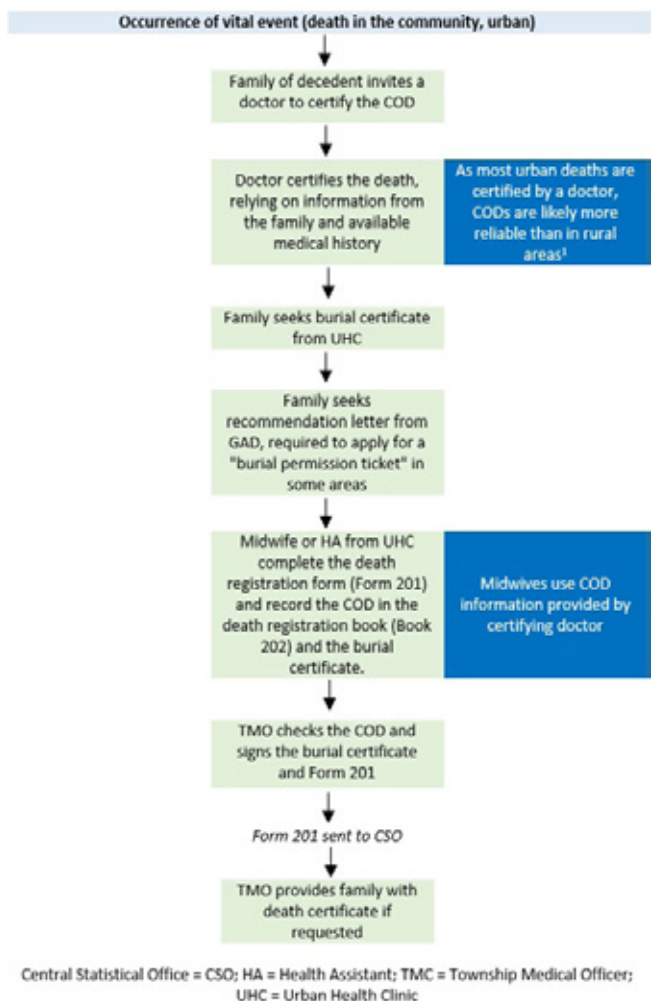 Occurrence of vital event (death in the community, urban)
Family of decedent invites a
doctor to certify the COD
Doctor certifies the death,
relying on information from
the family and available
medical history
As most urban deaths are
certified by a doctor,
CODs are likely more
reliable than in rural
areas¹
Family seeks burial certificate
from UHC
Family seeks
recommendation letter from
GAD, required to apply for a
"burial permission ticket" in
some areas
Midwife or HA from UHC
complete the death
registration form (Form 201)
and record the COD in the
death registration book (Book
202) and the burial
certificate.
Midwives use COD
information provided by
certifying doctor
TMO checks the COD and
signs the burial certificate
and Form 201
Form 201 sent to CSO
TMO provides family with
death certificate if
requested
Central Statistical Office = CSO; HA = Health Assistant; TMC = Township Medical Officer;
UHC = Urban Health Clinic